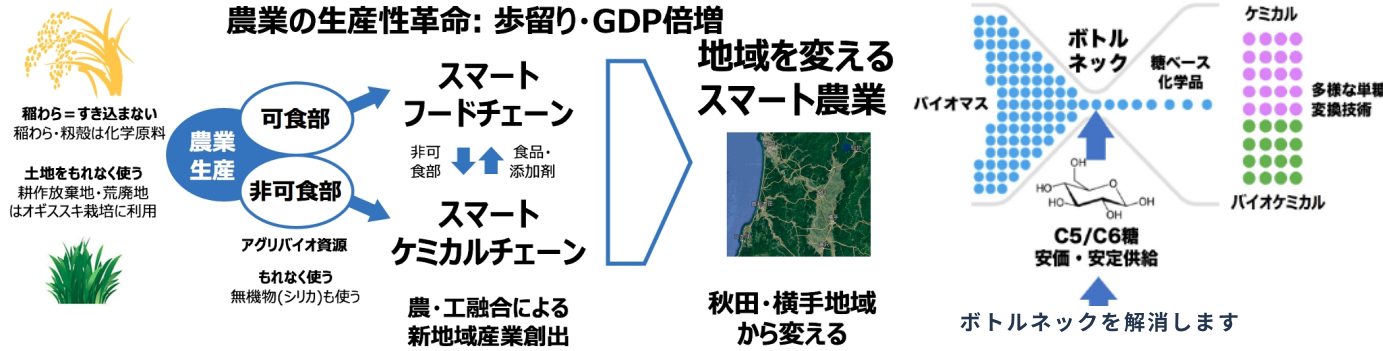 農業の生産性革命: 歩留り・GDP倍増
稲わら＝すき込まない
稲わら・籾殻は化学原料
土地をもれなく使う
耕作放棄地・荒廃地
はオギススキ栽培に利用
農業
生産
可食部
非可食部
アグリバイオ資源
もれなく使う
無機物(シリカ)も使う
スマート
フードチェーン
非可
食部
食品・
添加剤
スマート
ケミカルチェーン
農・工融合による
新地域産業創出
地域を変える
スマート農業
秋田・横手地域
から変える
バイオマス
ボトル
ネック
糖ベース
化学品
ケミカル
多様な単糖
変換技術
バイオケミカル
OH
HO
O
HO
OH
OH
C5/C6糖
安価・安定供給
ボトルネックを解消します